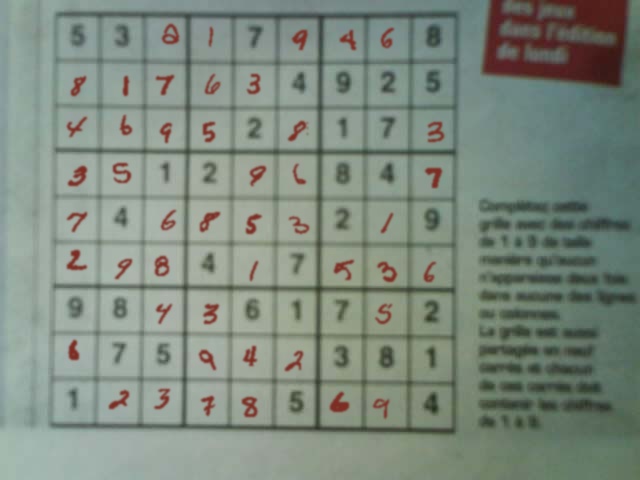 des jeux
dans l'édition
de lundi
5 3 2 1 7 9 4 6 8
8 1 7 6 3 4 9 2 5
4 6 9 5 2 8 1 7 3
3 5 1 2 9 6 8 4 7
7 4 6 8 5 3 2 1 9
2 9 8 4 1 7 5 3 6
9 8 4 3 6 1 7 5 2
6 7 5 9 4 2 3 8 1
1 2 3 7 8 5 6 9 4
Complétez cette
grille avec des chiffres
de 1 à 9 de telle
manière qu'aucun
n'apparaisse deux fois
dans aucune des lignes
ou colonnes.
La grille est aussi
partagée en neuf
carrés et chacun
de ces carrés doit
contenir les chiffres
de 1 à 9.